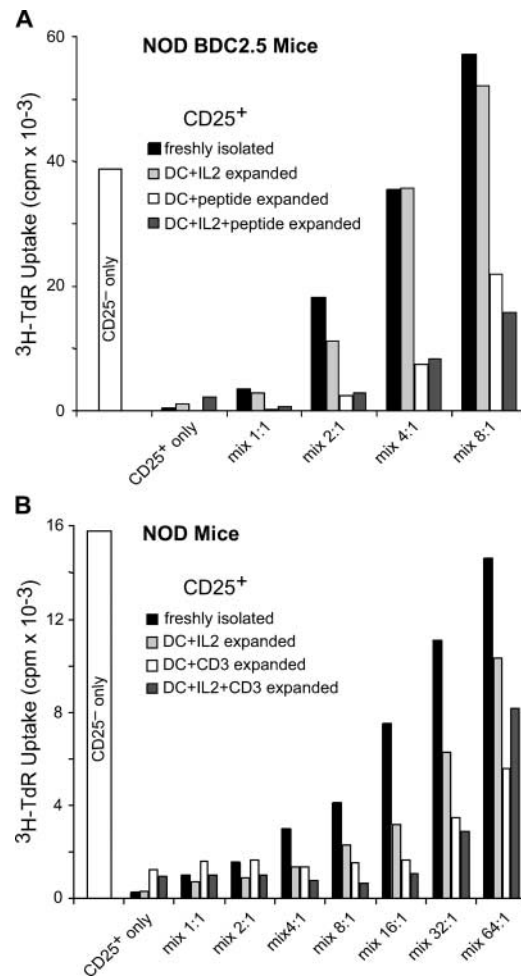 A
NOD BDC2.5 Mice
³H-TdR Uptake (cpm x 10-3)
60
40
20
0
CD25⁺
freshly isolated
DC+IL2 expanded
DC+peptide expanded
DC+IL2+peptide expanded
CD25⁻ only
CD25⁺ only
mix 1:1
mix 2:1
mix 4:1
mix 8:1
B
NOD Mice
³H-TdR Uptake (cpm x 10-3)
16
12
8
4
0
CD25⁺
freshly isolated
DC+IL2 expanded
DC+CD3 expanded
DC+IL2+CD3 expanded
CD25⁻ only
CD25⁺ only
mix 1:1
mix 2:1
mix4:1
mix 8:1
mix 16:1
mix 32:1
mix 64:1